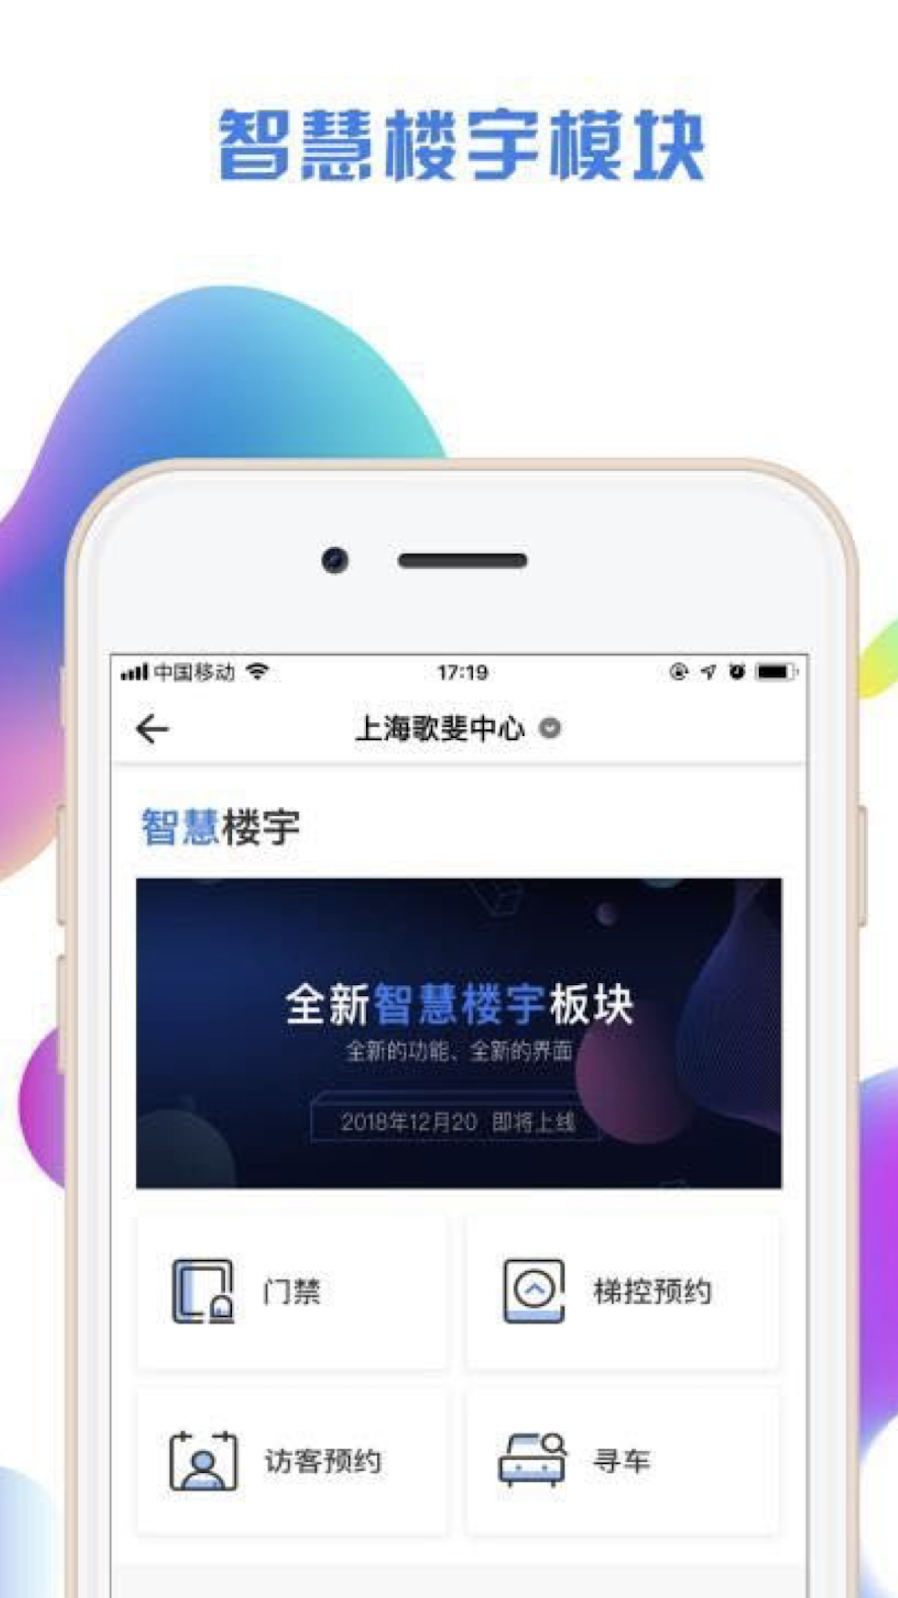 智慧楼宇模块
中国移动 17:19
上海歌斐中心
智慧楼宇
全新智慧楼宇板块
全新的功能、全新的界面
2018年12月20 即将上线
门禁
梯控预约
访客预约
寻车